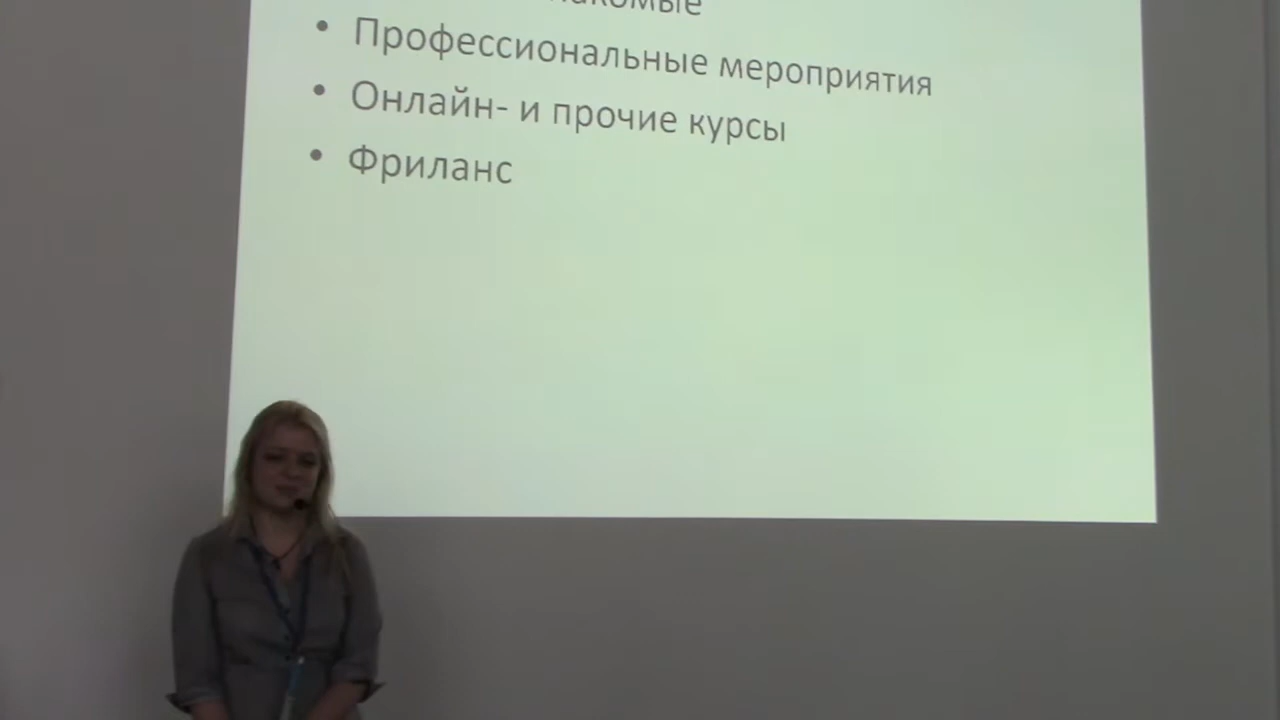 • Профессиональные мероприятия
• Онлайн- и прочие курсы
• Фриланс